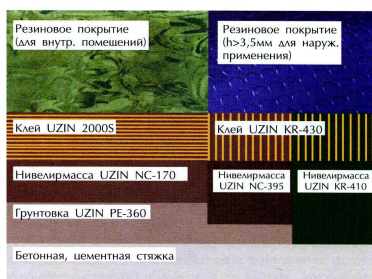 Резиновое покрытие
(для внутр. помешений)
Резиновое покрытие
(h>3,5мм для наруж.
применения)
Клей UZIN 2000S
Клей UZIN KR-430
Нивелирмасса UZIN NC-170
Нивелирмасса
UZIN NC-395
Нивелирмасса
UZIN KR-410
Грунтовка UZIN PE-360
Бетонная, цементная стяжка